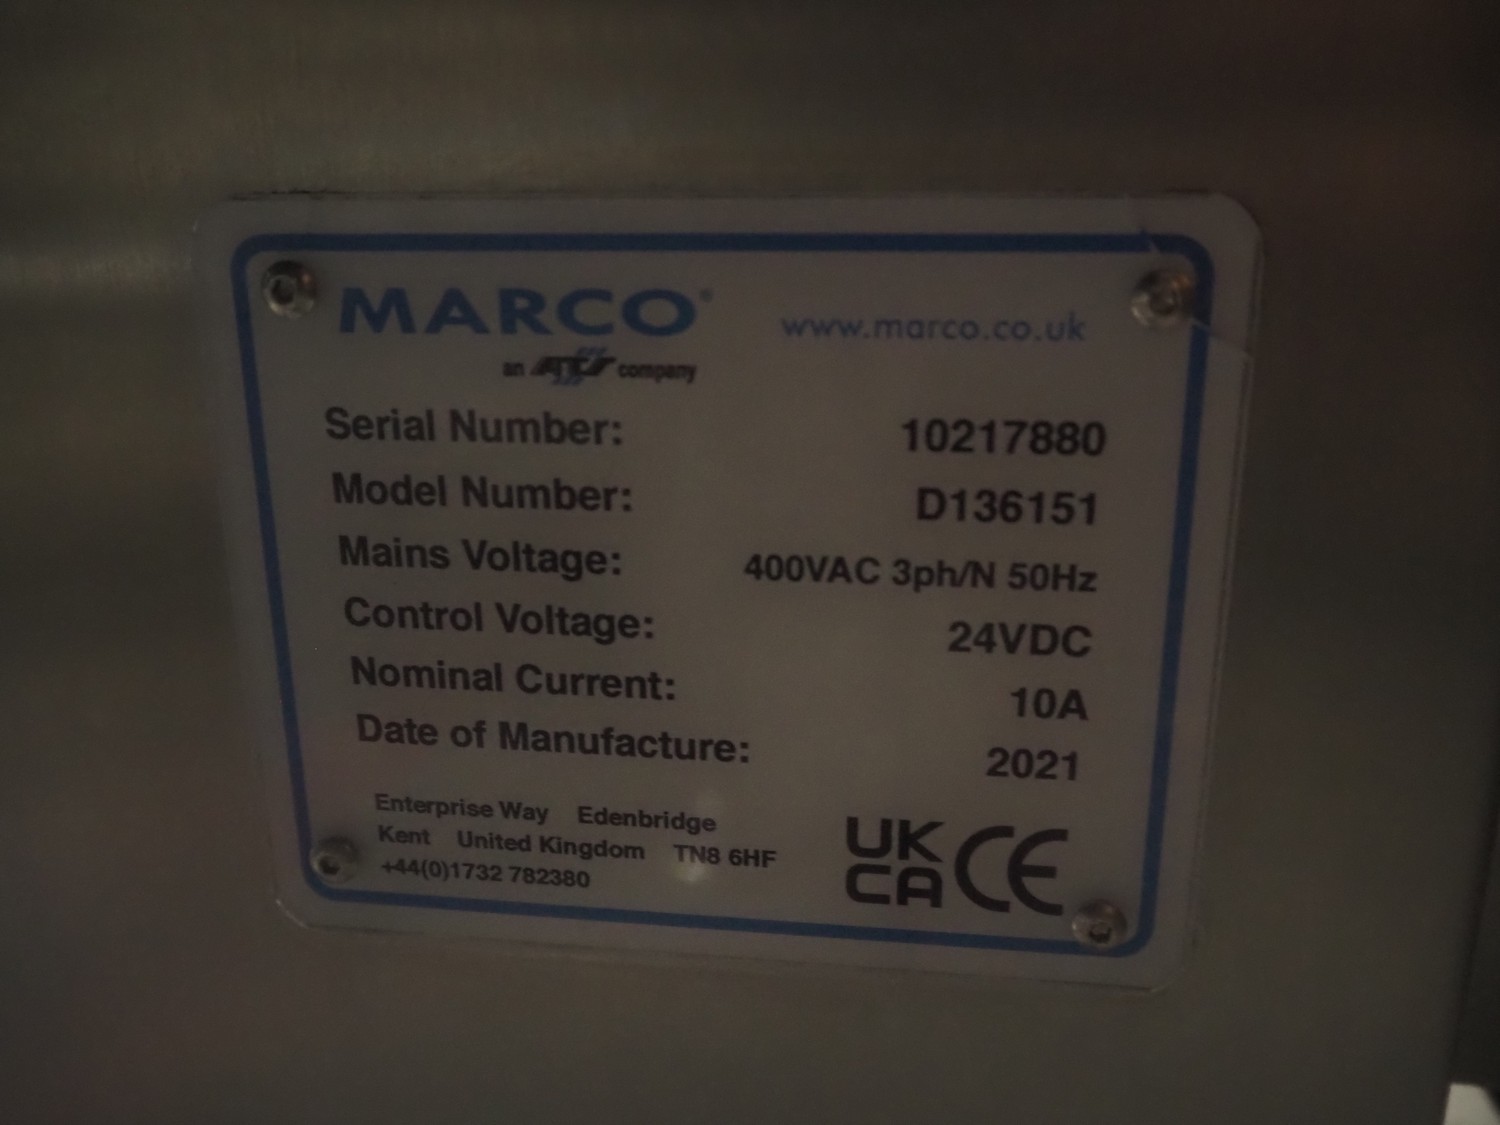 MARCO®
www.marco.co.uk
an ATS company
Serial Number: 10217880
Model Number: D136151
Mains Voltage: 400VAC 3ph/N 50Hz
Control Voltage: 24VDC
Nominal Current: 10A
Date of Manufacture: 2021
Enterprise Way Edenbridge
Kent United Kingdom TN8 6HF
+44(0)1732 782380
UK
CA CE